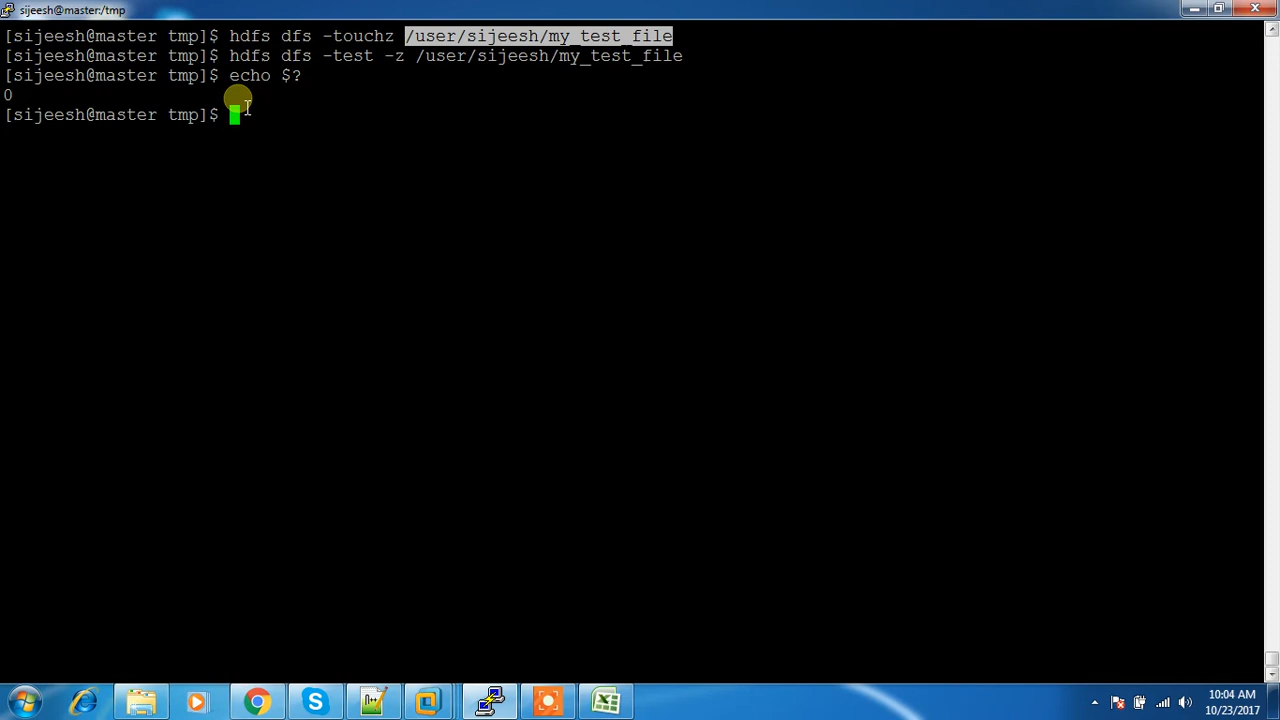 sijeesh@master:/tmp
[sijeesh@master tmp]$ hdfs dfs -touchz /user/sijeesh/my_test_file
[sijeesh@master tmp]$ hdfs dfs -test -z /user/sijeesh/my_test_file
[sijeesh@master tmp]$ echo $?
0
[sijeesh@master tmp]$
10:04 AM
10/23/2017